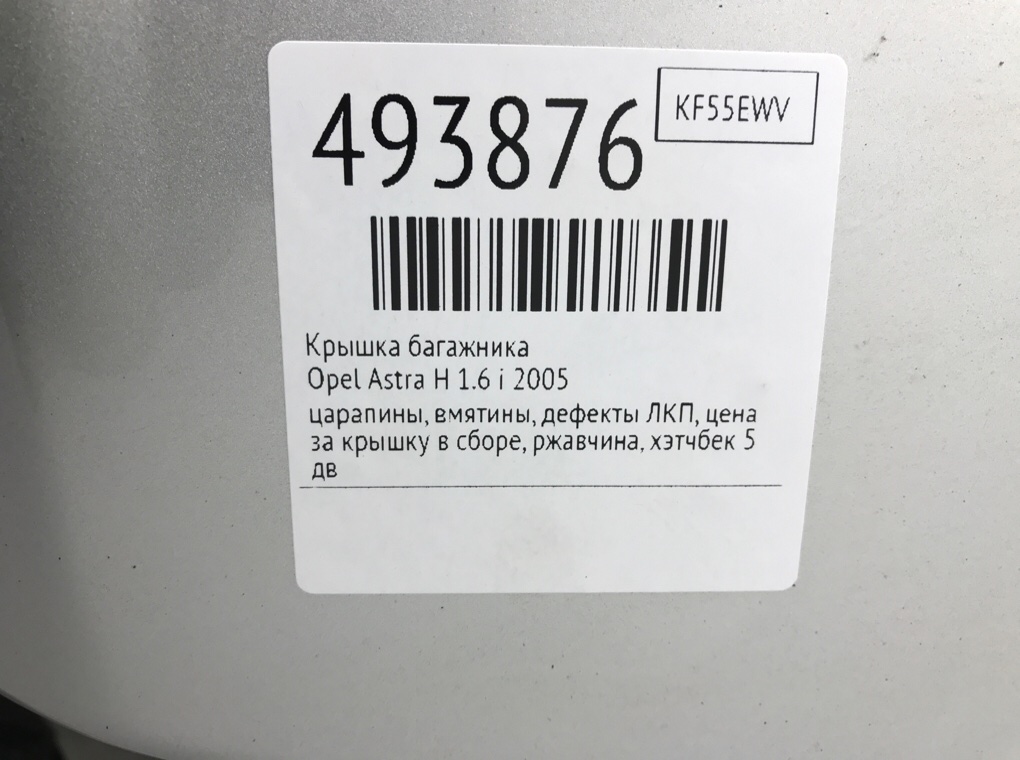 493876
KF55EWV
Крышка багажника
Opel Astra H 1.6 i 2005
царапины, вмятины, дефекты ЛКП, цена
за крышку в сборе, ржавчина, хэтчбек 5
дв